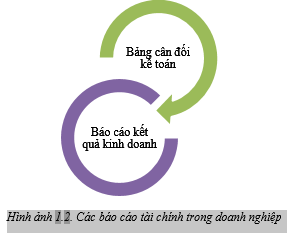 Bảng cân đối
kế toán
Báo cáo kết
quả kinh doanh
Hình ảnh 1.2. Các báo cáo tài chính trong doanh nghiệp